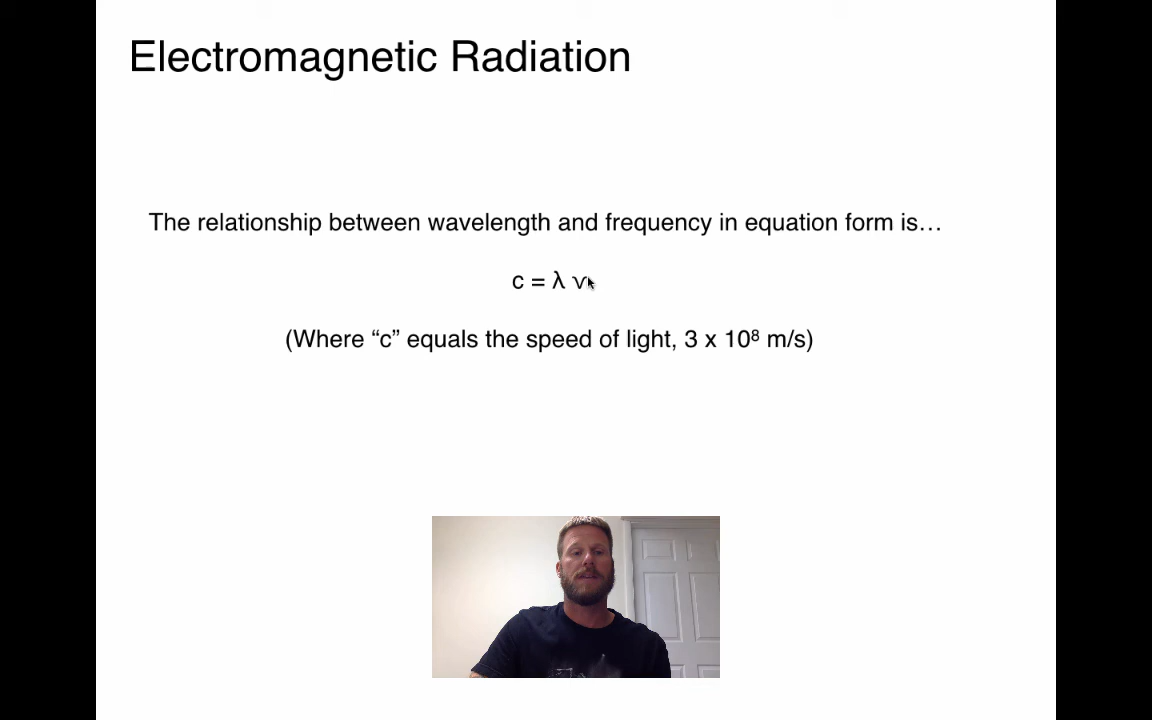 Electromagnetic Radiation
The relationship between wavelength and frequency in equation form is…
c = λ ν
(Where “c” equals the speed of light, 3 x 10⁸ m/s)